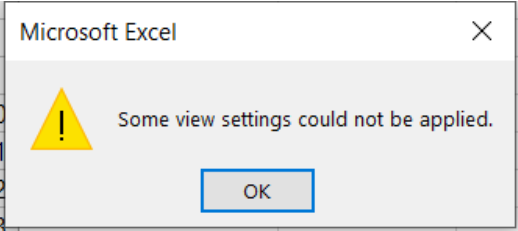 Microsoft Excel
Some view settings could not be applied.
OK